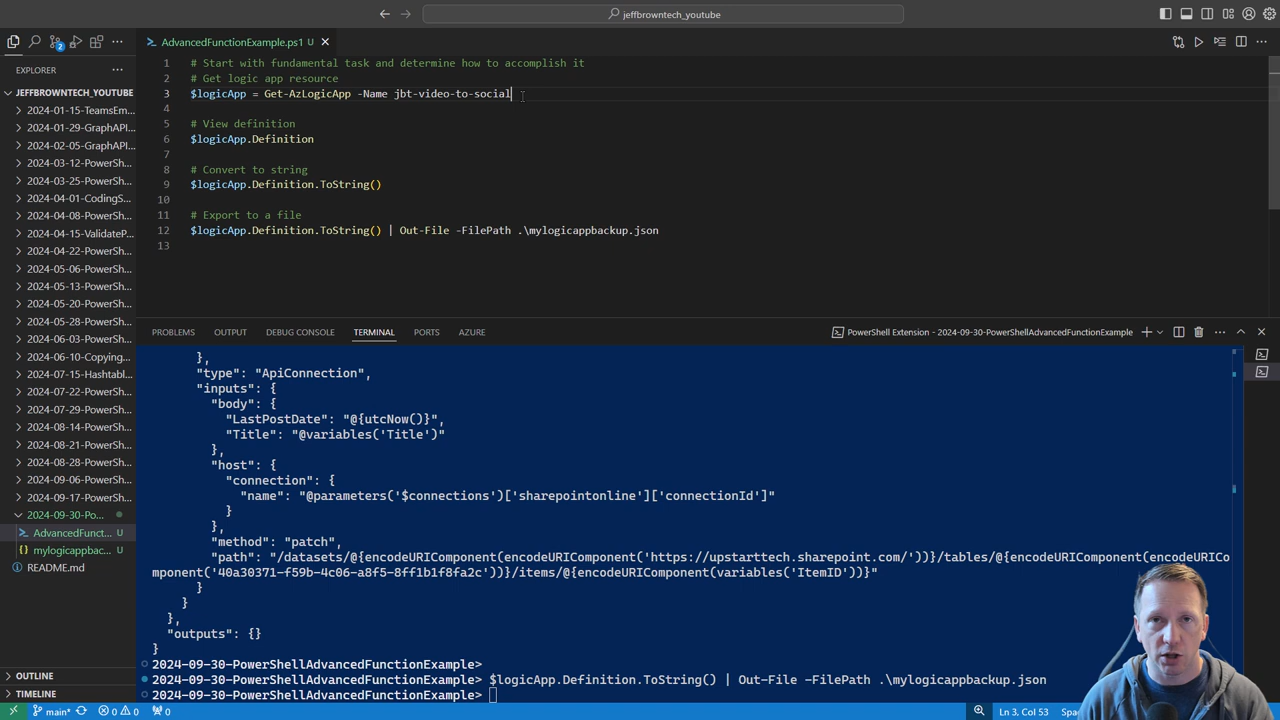 jeffbrowntech_youtube
2
AdvancedFunctionExample.ps1 U
EXPLORER
JEFFBROWNTECH_YOUTUBE
2024-01-15-TeamsEm...
2024-01-29-GraphAPI...
2024-02-05-GraphAPI...
2024-03-12-PowerSh...
2024-03-25-PowerSh...
2024-04-01-CodingS...
2024-04-08-PowerSh...
2024-04-15-ValidateP...
2024-04-22-PowerSh...
2024-05-06-PowerSh...
2024-05-13-PowerSh...
2024-05-20-PowerSh...
2024-05-28-PowerSh...
2024-06-03-PowerSh...
2024-06-10-Copying...
2024-07-15-Hashtabl...
2024-07-22-PowerSh...
2024-07-29-PowerSh...
2024-08-14-PowerSh...
2024-08-21-PowerSh...
2024-08-28-PowerSh...
2024-09-06-PowerSh...
2024-09-17-PowerSh...
2024-09-30-Po...
AdvancedFunct... U
mylogicappbac... U
README.md
OUTLINE
TIMELINE
1 # Start with fundamental task and determine how to accomplish it
2 # Get logic app resource
3 $logicApp = Get-AzLogicApp -Name jbt-video-to-social
4
5 # View definition
6 $logicApp.Definition
7
8 # Convert to string
9 $logicApp.Definition.ToString()
10
11 # Export to a file
12 $logicApp.Definition.ToString() | Out-File -FilePath .\mylogicappbackup.json
13
PROBLEMS OUTPUT DEBUG CONSOLE TERMINAL PORTS AZURE
PowerShell Extension - 2024-09-30-PowerShellAdvancedFunctionExample
},
"type": "ApiConnection",
"inputs": {
"body": {
"LastPostDate": "@{utcNow()}",
"Title": "@variables('Title')"
},
"host": {
"connection": {
"name": "@parameters('$connections')['sharepointonline']['connectionId']"
}
},
"method": "patch",
"path": "/datasets/@{encodeURIComponent(encodeURIComponent('https://upstarttech.sharepoint.com/'))}/tables/@{encodeURIComponent(encodeURICo
mponent('40a30371-f59b-4c06-a8f5-8ff1b1f8fa2c'))}/items/@{encodeURIComponent(variables('ItemID'))}"
}
}
},
"outputs": {}
}
2024-09-30-PowerShellAdvancedFunctionExample>
2024-09-30-PowerShellAdvancedFunctionExample> $logicApp.Definition.ToString() | Out-File -FilePath .\mylogicappbackup.json
2024-09-30-PowerShellAdvancedFunctionExample>
main* 0 0 0
Ln 3, Col 53